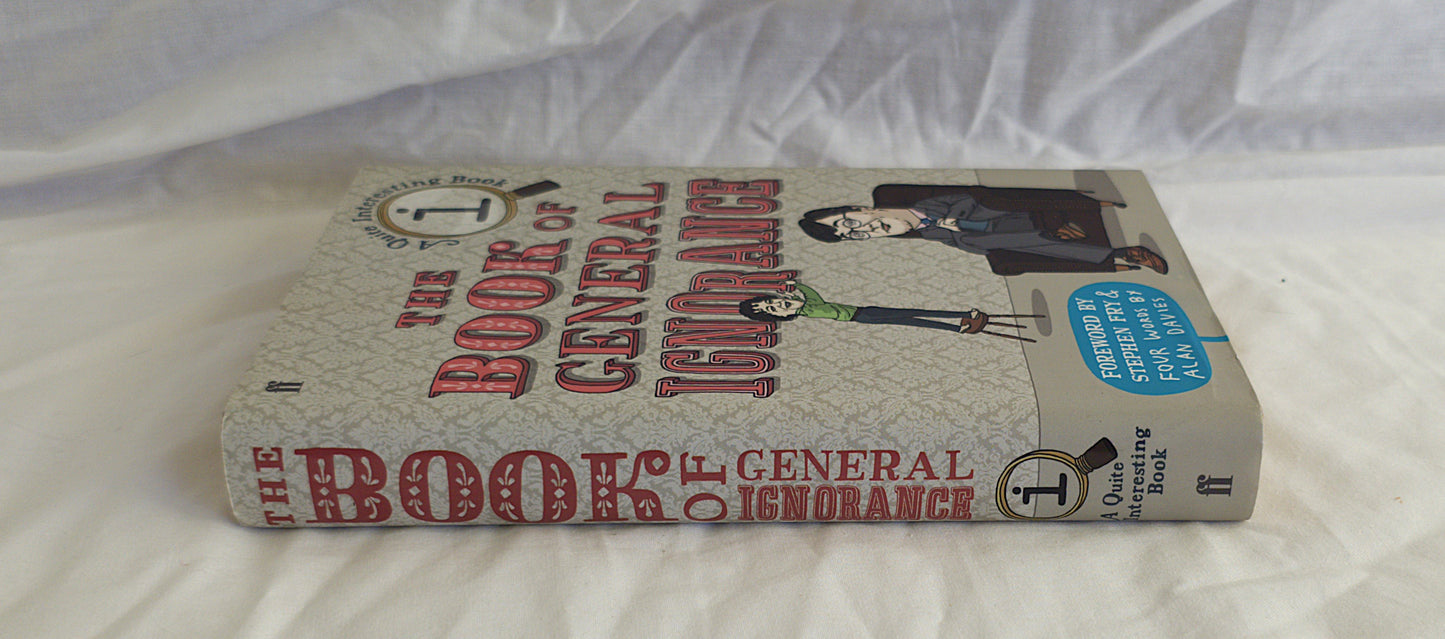 A Quite Interesting Book
i
THE
BOOK OF
GENERAL
IGNORANCE
FOREWORD BY
STEPHEN FRY &
FOUR WORDS BY
ALAN DAVIES
ff
THE BOOK OF
GENERAL
IGNORANCE
i
A Quite
Interesting
Book
ff